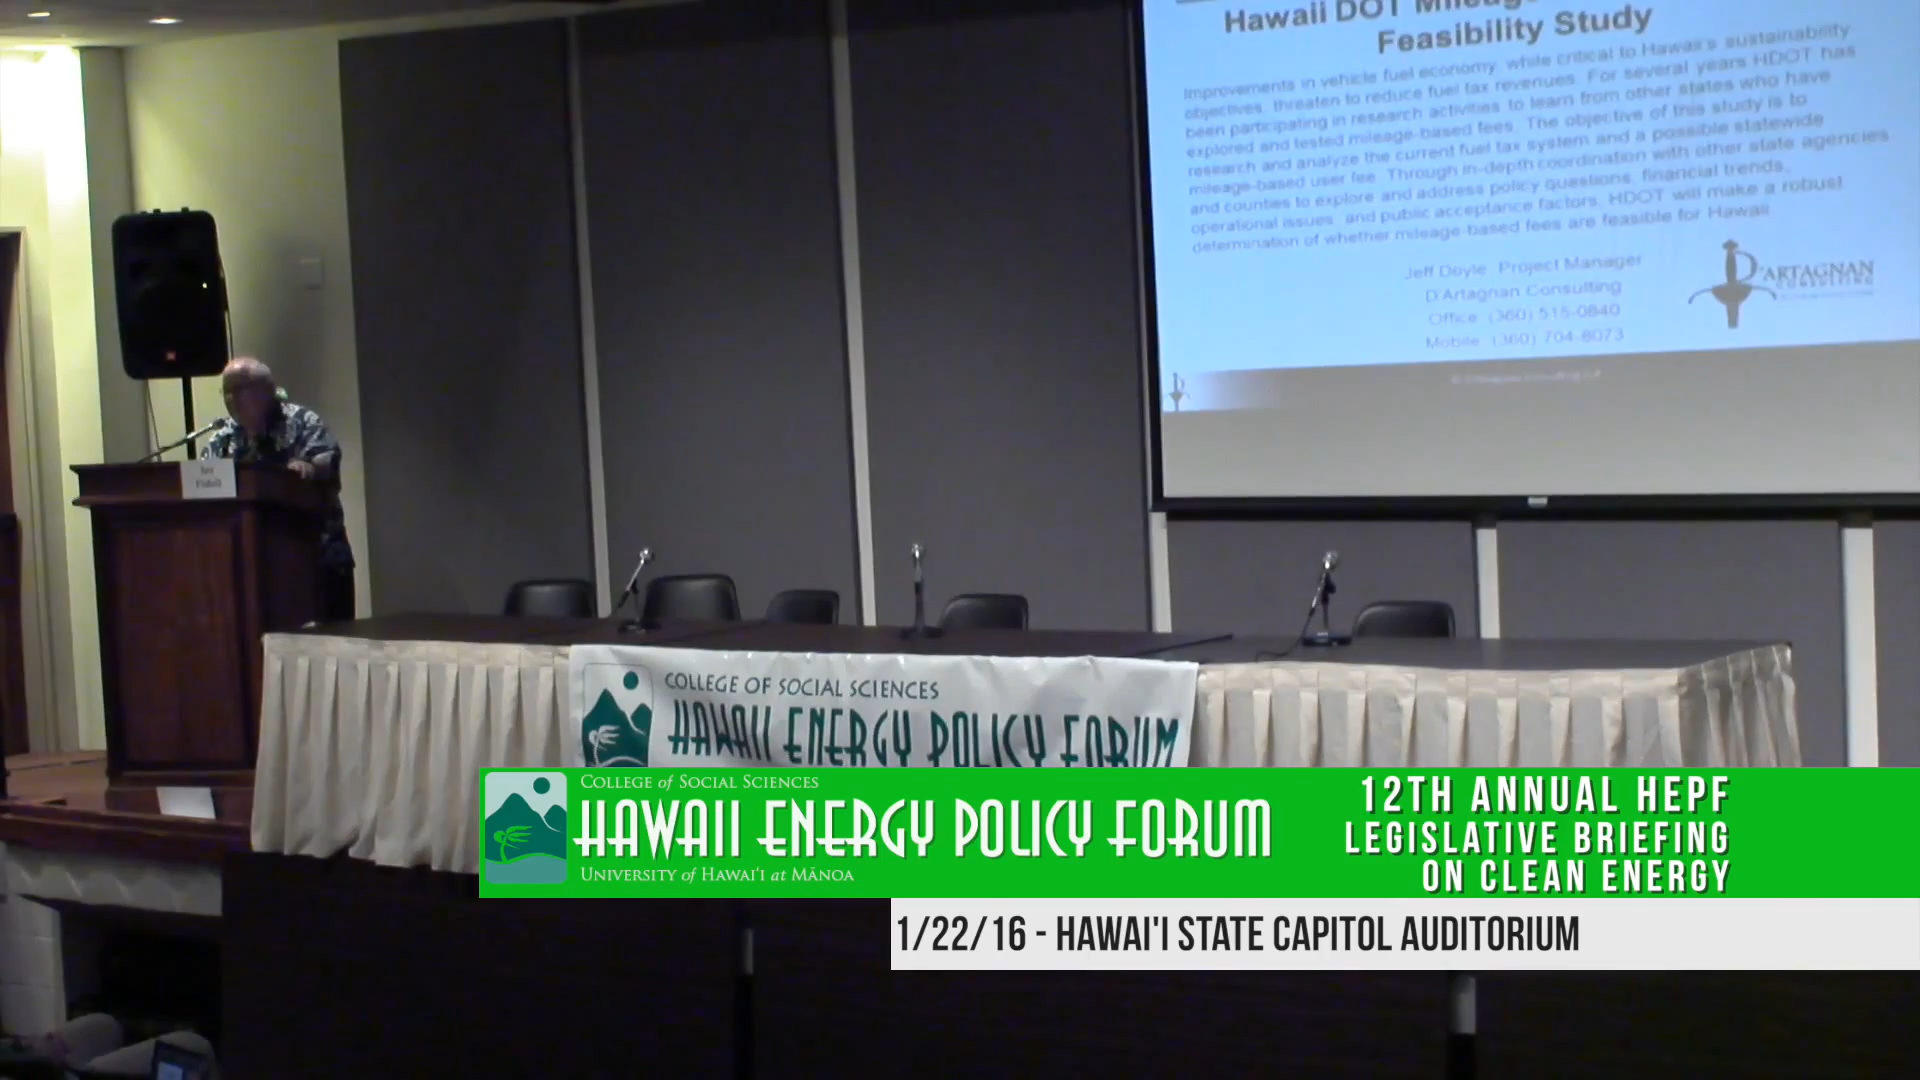 Hawaii DOT Mileag
Feasibility Study
Improvements in vehicle fuel economy, while critical to Hawaii's sustainability
objectives, threaten to reduce fuel tax revenues. For several years HDOT has
been participating in research activities to learn from other states who have
explored and tested mileage-based fees. The objective of this study is to
research and analyze the current fuel tax system and a possible statewide
mileage-based user fee. Through in-depth coordination with other state agencies
and counties to explore and address policy questions, financial trends,
operational issues, and public acceptance factors, HDOT will make a robust
determination of whether mileage-based fees are feasible for Hawaii.
Jeff Doyle, Project Manager
D'Artagnan Consulting
Office: (360) 515-0840
Mobile: (360) 704-8073
D'ARTAGNAN
CONSULTING
Jay
Fidell
COLLEGE OF SOCIAL SCIENCES
HAWAII ENERGY POLICY FORUM
College of Social Sciences
HAWAII ENERGY POLICY FORUM
University of Hawai'i at Mānoa
12TH ANNUAL HEPF
LEGISLATIVE BRIEFING
ON CLEAN ENERGY
1/22/16 - HAWAI'I STATE CAPITOL AUDITORIUM